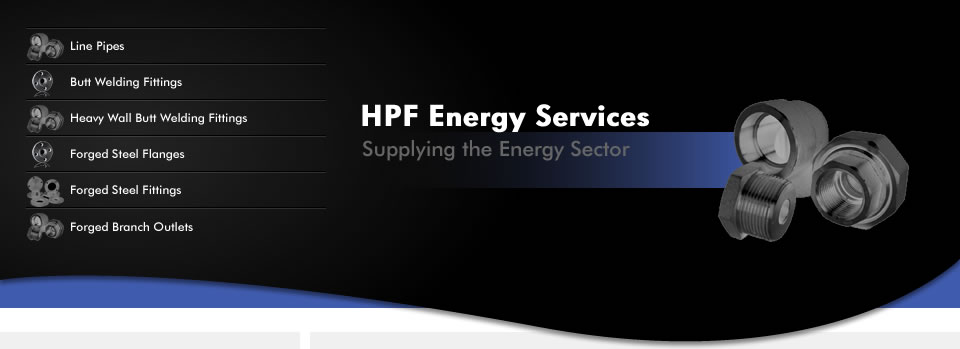 Line Pipes
Butt Welding Fittings
Heavy Wall Butt Welding Fittings
Forged Steel Flanges
Forged Steel Fittings
Forged Branch Outlets
HPF Energy Services
Supplying the Energy Sector